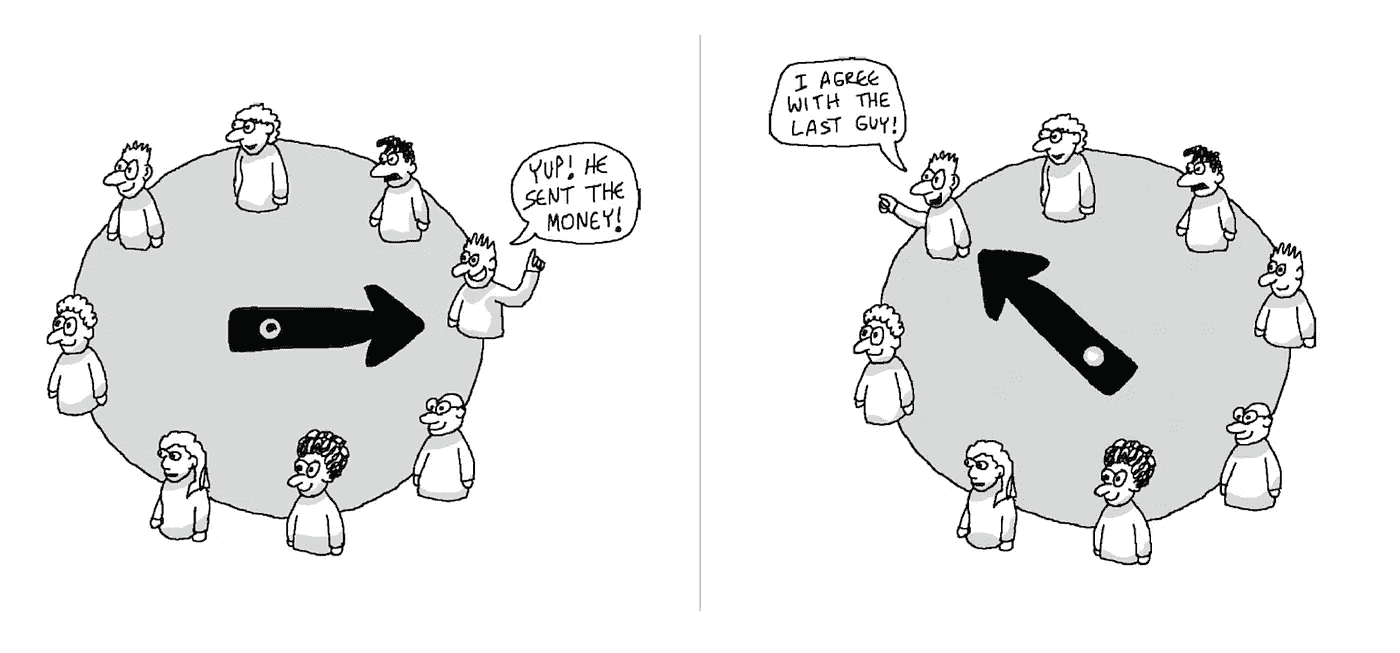 YUP! HE
SENT THE
MONEY!
I AGREE
WITH THE
LAST GUY!